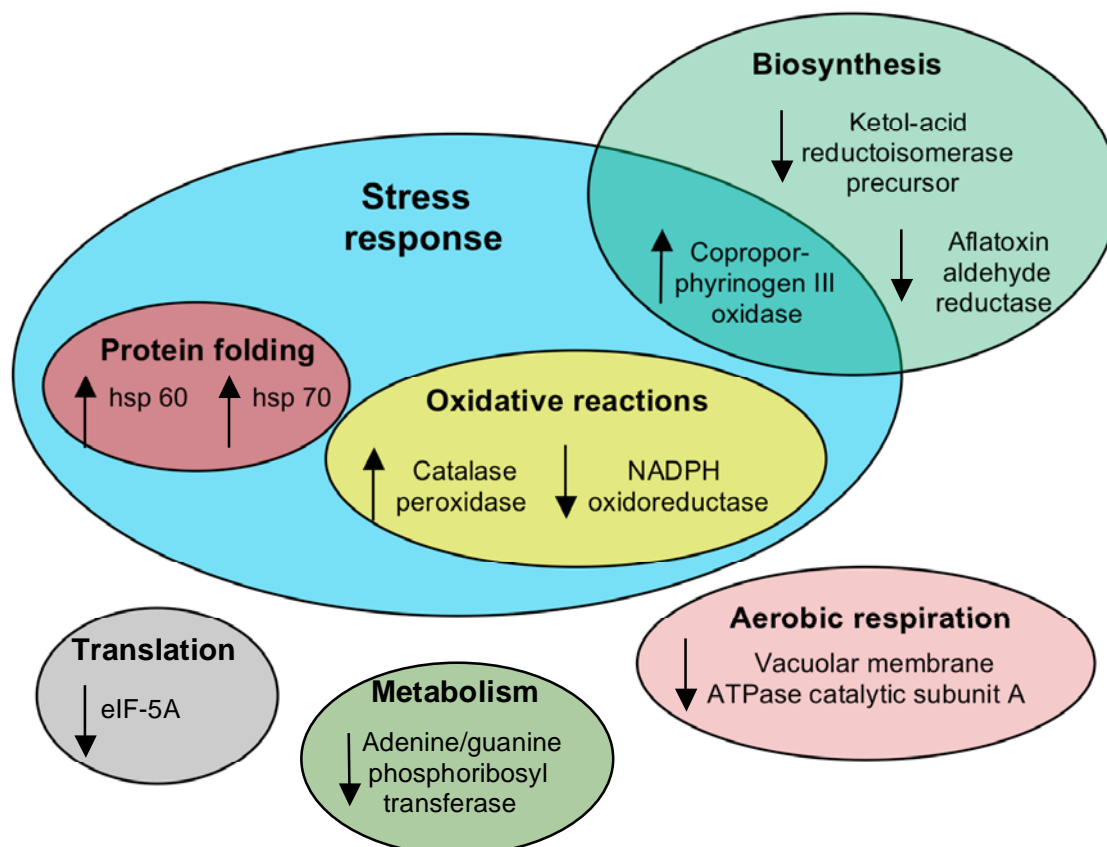 Biosynthesis
Ketol-acid
reductoisomerase
precursor
Stress
response
Copropor-
phyrinogen III
oxidase
Aflatoxin
aldehyde
reductase
Protein folding
hsp 60
hsp 70
Oxidative reactions
Catalase
peroxidase
NADPH
oxidoreductase
Translation
eIF-5A
Metabolism
Adenine/guanine
phosphoribosyl
transferase
Aerobic respiration
Vacuolar membrane
ATPase catalytic subunit A